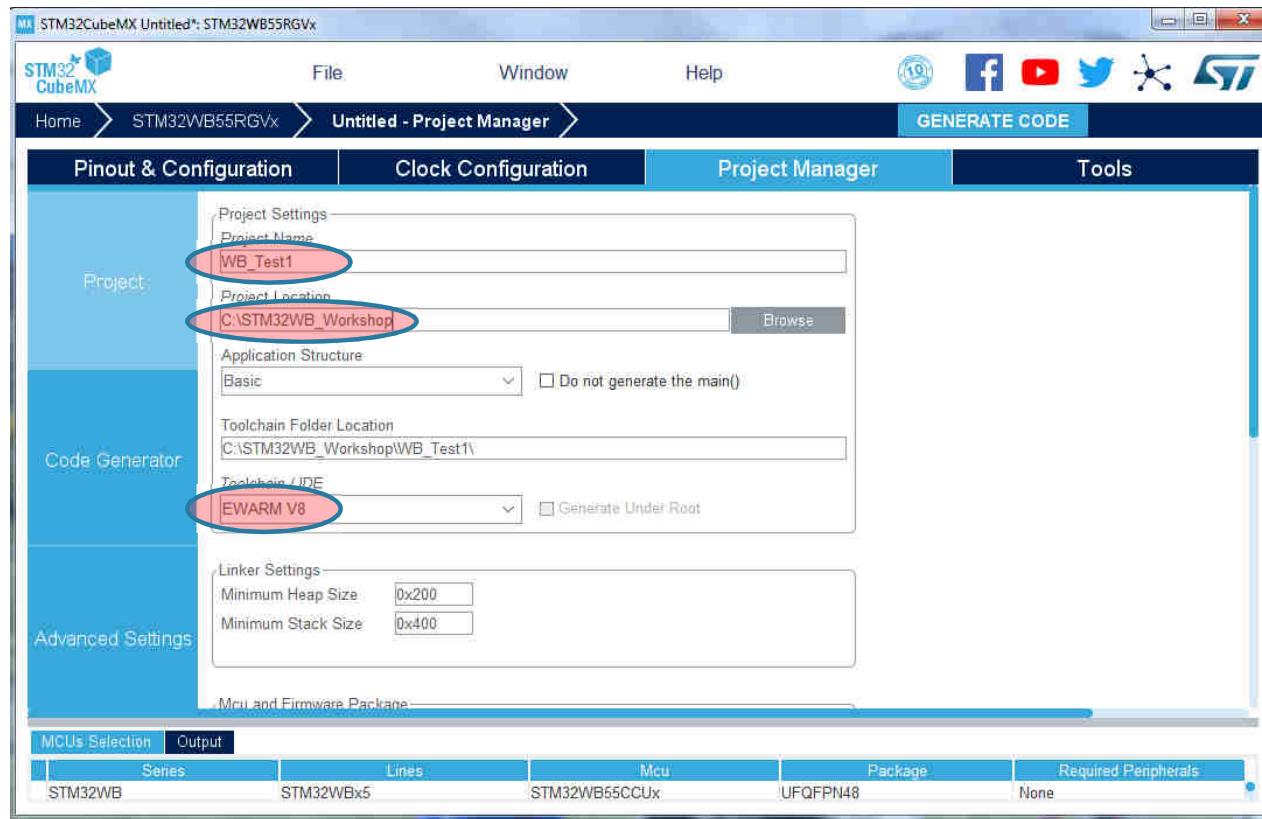 MX STM32CubeMX Untitled*: STM32WB55RGVx
STM32
CubeMX
File Window Help
10
Home STM32WB55RGVx Untitled - Project Manager GENERATE CODE
Pinout & Configuration Clock Configuration Project Manager Tools
Project
Code Generator
Advanced Settings
Project Settings
Project Name
WB_Test1
Project Location
C:\STM32WB_Workshop Browse
Application Structure
Basic Do not generate the main()
Toolchain Folder Location
C:\STM32WB_Workshop\WB_Test1\
Toolchain / IDE
EWARM V8 Generate Under Root
Linker Settings
Minimum Heap Size 0x200
Minimum Stack Size 0x400
Mcu and Firmware Package
MCUs Selection Output
Series Lines Mcu Package Required Peripherals
STM32WB STM32WBx5 STM32WB55CCUx UFQFPN48 None